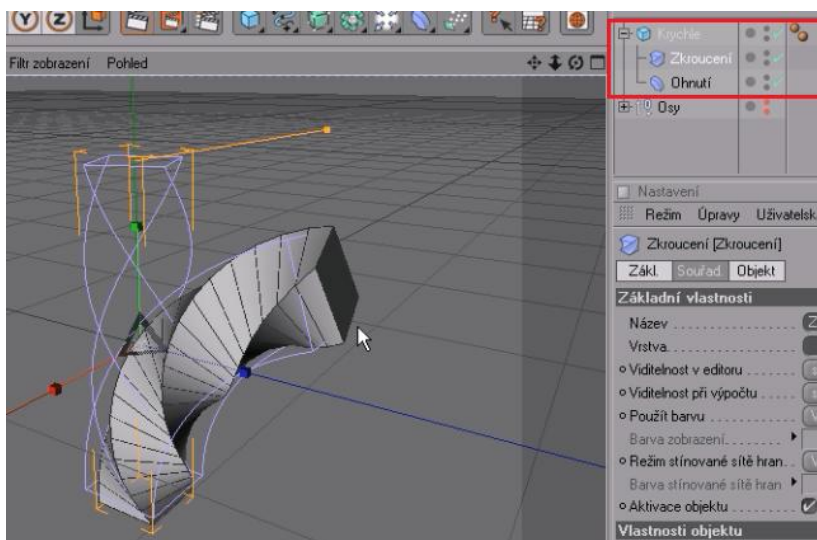 Y Z
Filtr zobrazení Pohled
Krychle
Zkroucení
Ohnutí
Osy
Nastavení
Režim Úpravy Uživatelsk
Zkroucení [Zkroucení]
Zákl. Souřad. Objekt
Základní vlastnosti
Název
Vrstva
Viditelnost v editoru
Viditelnost při výpočtu
Použít barvu
Barva zobrazení
Režim stínované sítě hran
Barva stínované sítě hran
Aktivace objektu
Vlastnosti objektu